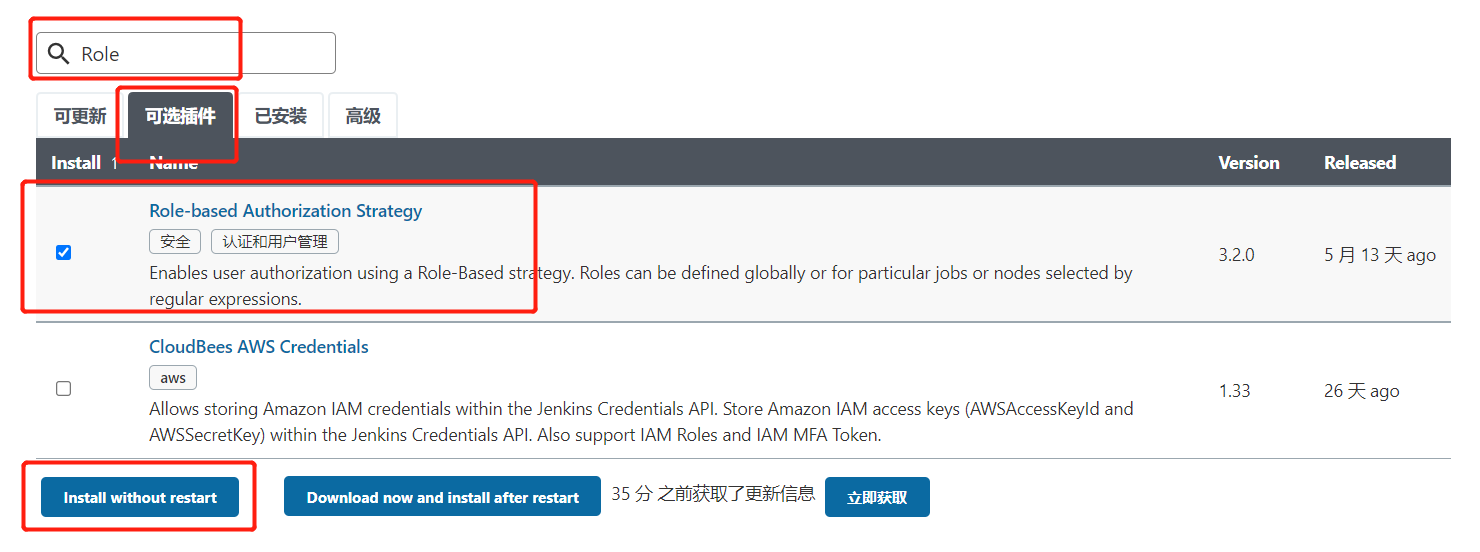 Role
可更新 可选插件 已安装 高级
Install ↑ Name Version Released
Role-based Authorization Strategy
安全 认证和用户管理
Enables user authorization using a Role-Based strategy. Roles can be defined globally or for particular jobs or nodes selected by
regular expressions.
3.2.0 5 月 13 天 ago
CloudBees AWS Credentials
aws
Allows storing Amazon IAM credentials within the Jenkins Credentials API. Store Amazon IAM access keys (AWSAccessKeyId and
AWSSecretKey) within the Jenkins Credentials API. Also support IAM Roles and IAM MFA Token.
1.33 26 天 ago
Install without restart Download now and install after restart 35 分 之前获取了更新信息 立即获取